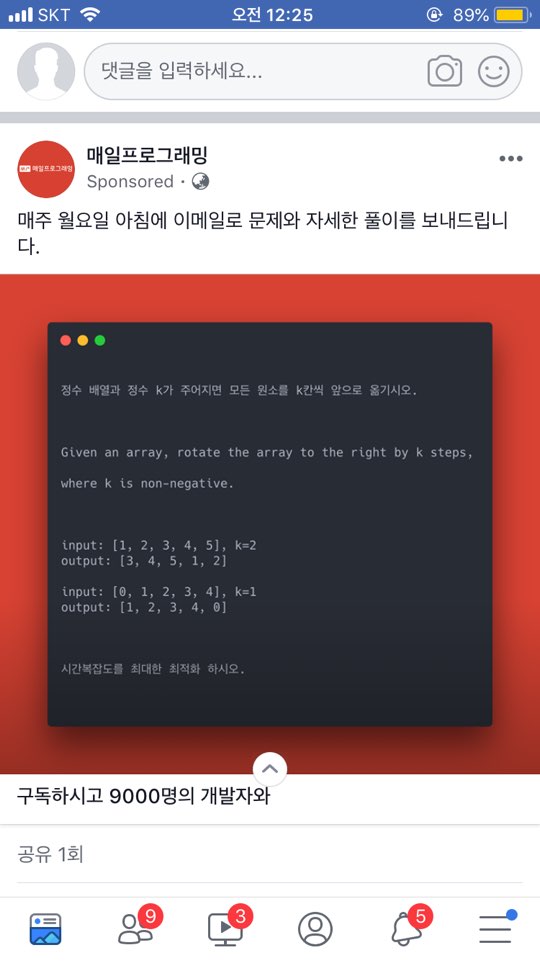 SKT 오전 12:25 89%
댓글을 입력하세요...
매일프로그래밍
매일프로그래밍
Sponsored ·
매주 월요일 아침에 이메일로 문제와 자세한 풀이를 보내드립니
다.
정수 배열과 정수 k가 주어지면 모든 원소를 k칸씩 앞으로 옮기시오.
Given an array, rotate the array to the right by k steps,
where k is non-negative.
input: [1, 2, 3, 4, 5], k=2
output: [3, 4, 5, 1, 2]
input: [0, 1, 2, 3, 4], k=1
output: [1, 2, 3, 4, 0]
시간복잡도를 최대한 최적화 하시오.
구독하시고 9000명의 개발자와
공유 1회
9 3 5